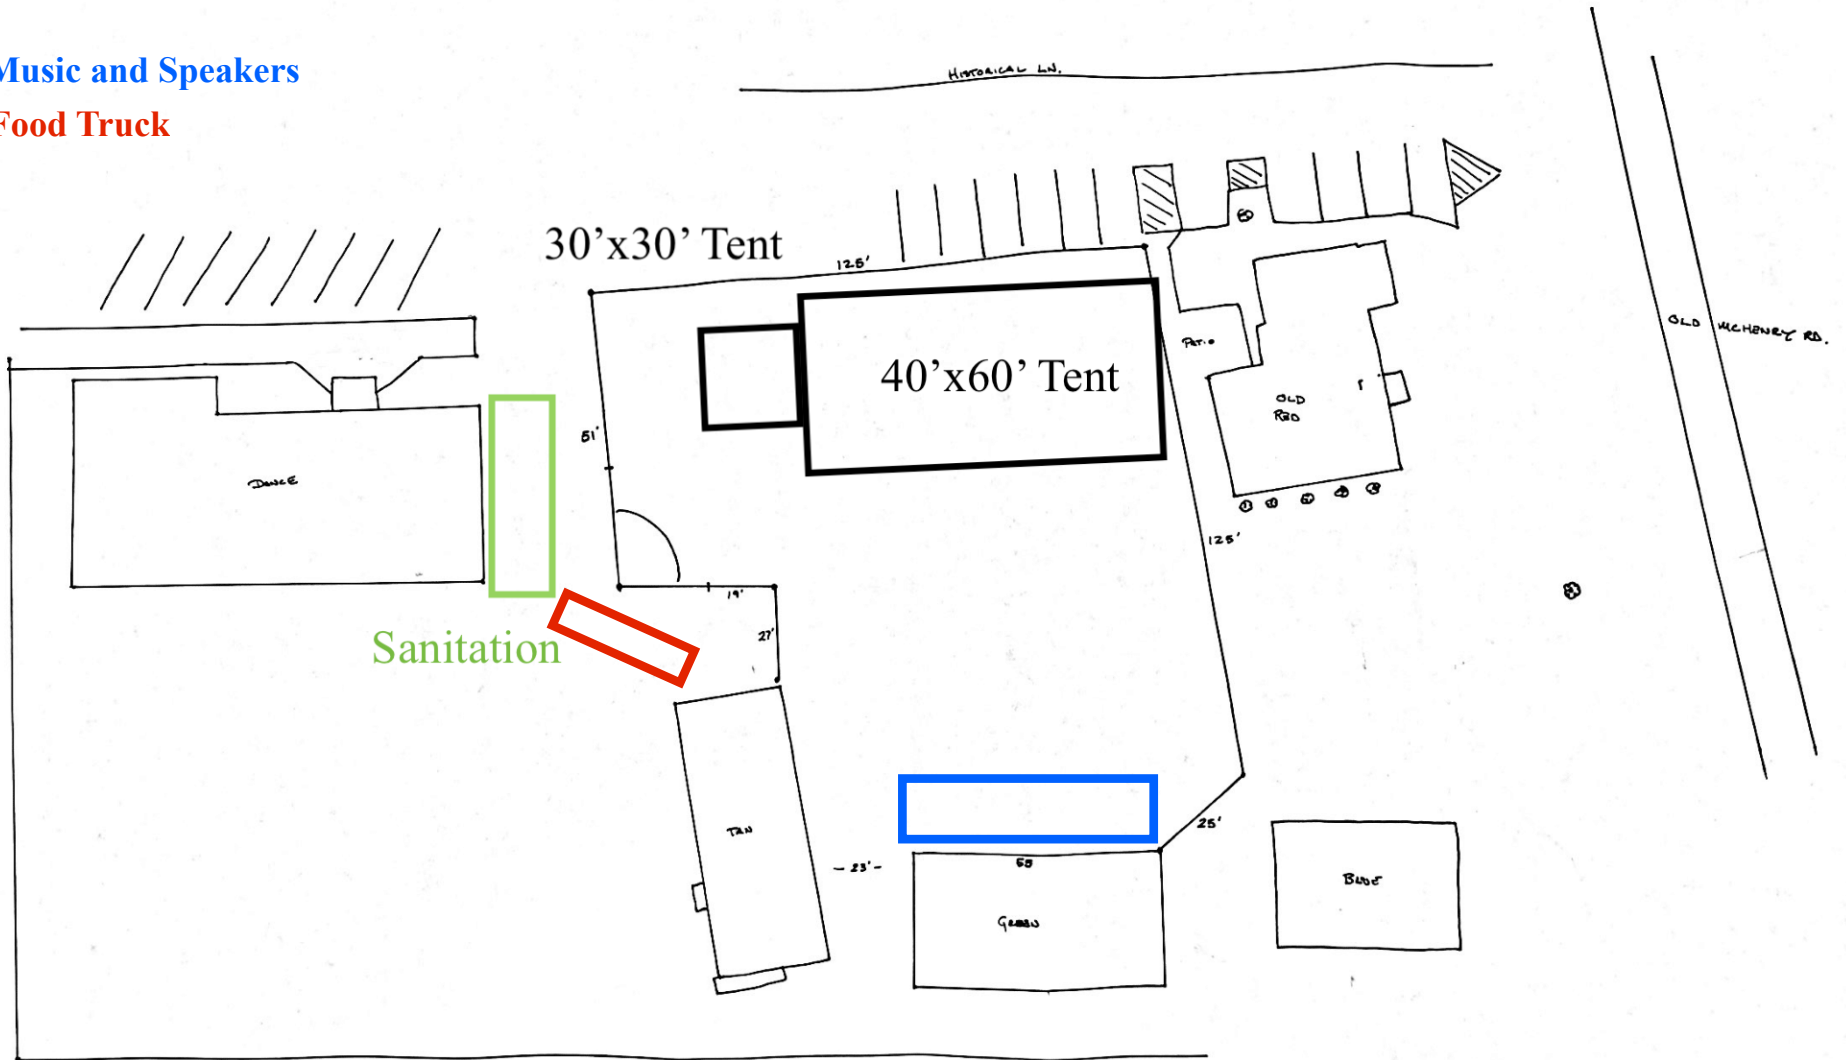 Music and Speakers
Food Truck
HISTORICAL LN.
30’x30’ Tent
125'
OLD MCHENRY RD.
PATIO
40’x60’ Tent
OLD
RED
51'
DANCE
125'
19'
27'
Sanitation
TAN
25'
- 23' -
55
BLUE
GREEN